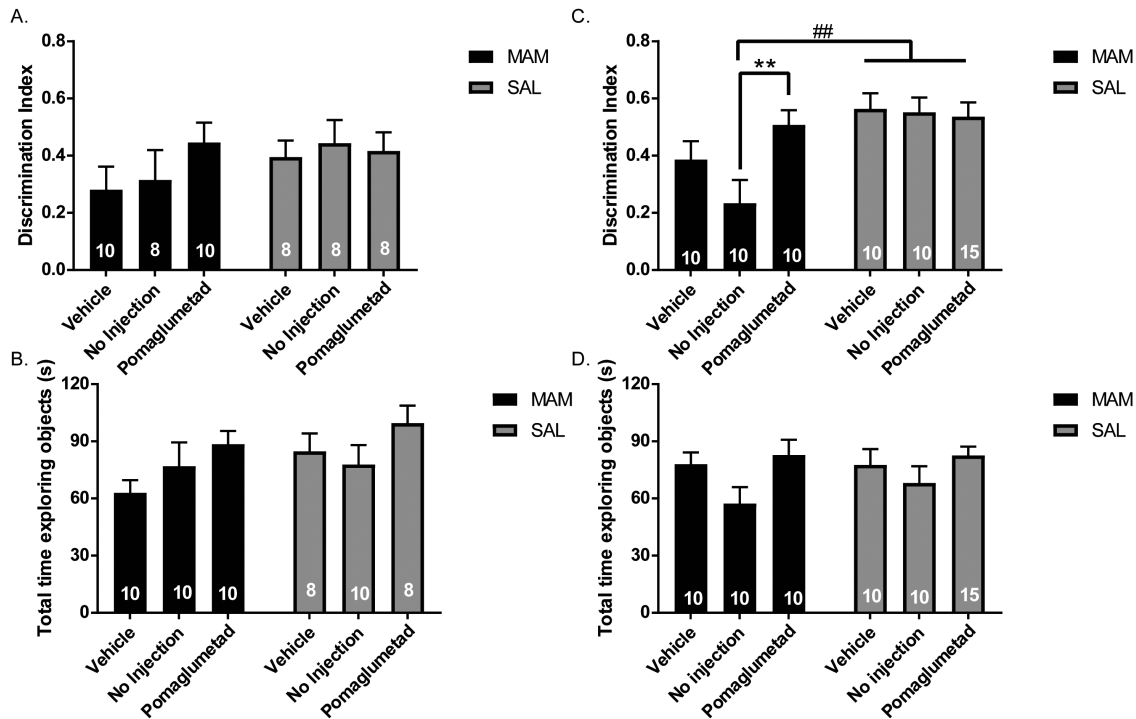 A.
0.8
0.6
0.4
0.2
0.0
Discrimination Index
10
8
10
8
8
8
Vehicle
No Injection
Pomaglumetad
Vehicle
No Injection
Pomaglumetad
MAM
SAL
C.
0.8
0.6
0.4
0.2
0.0
Discrimination Index
##
**
10
10
10
10
10
15
Vehicle
No Injection
Pomaglumetad
Vehicle
No Injection
Pomaglumetad
MAM
SAL
B.
120
90
60
30
0
Total time exploring objects (s)
10
10
10
8
10
8
Vehicle
No Injection
Pomaglumetad
Vehicle
No Injection
Pomaglumetad
MAM
SAL
D.
120
90
60
30
0
Total time exploring objects (s)
10
10
10
10
10
15
Vehicle
No injection
Pomaglumetad
Vehicle
No injection
Pomaglumetad
MAM
SAL